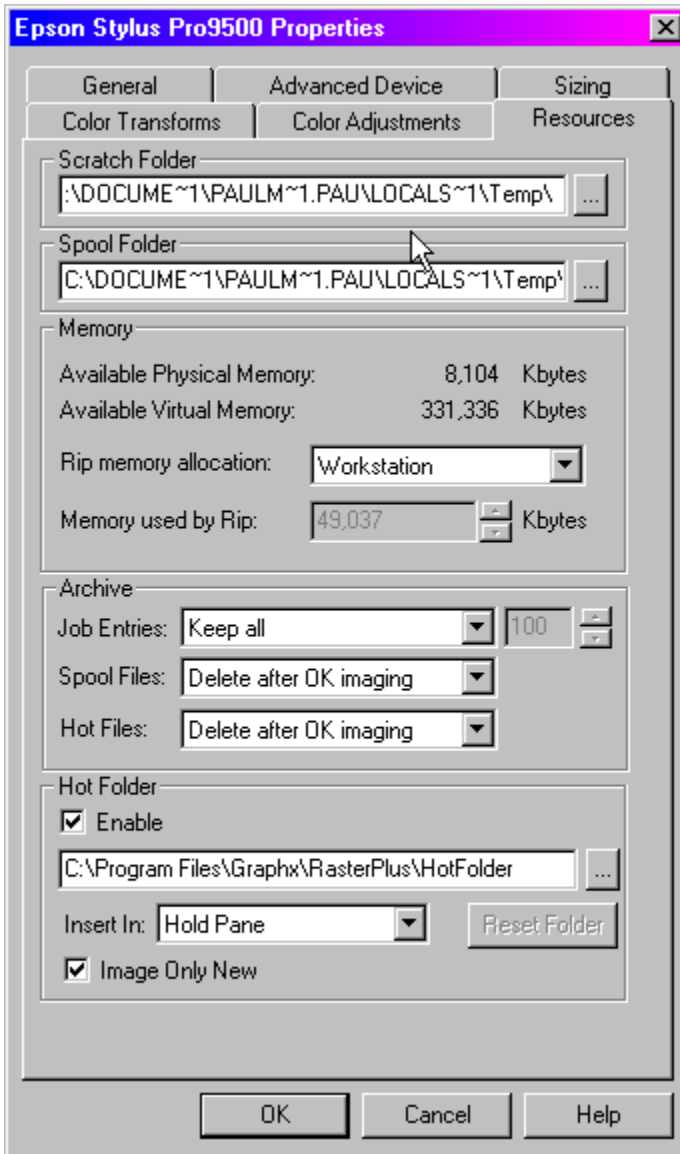 Epson Stylus Pro9500 Properties
General Advanced Device Sizing
Color Transforms Color Adjustments Resources
Scratch Folder
:\DOCUME~1\PAULM~1.PAU\LOCALS~1\Temp\ ...
Spool Folder
C:\DOCUME~1\PAULM~1.PAU\LOCALS~1\Temp\ ...
Memory
Available Physical Memory: 8,104 Kbytes
Available Virtual Memory: 331,336 Kbytes
Rip memory allocation: Workstation
Memory used by Rip: 49,037 Kbytes
Archive
Job Entries: Keep all 100
Spool Files: Delete after OK imaging
Hot Files: Delete after OK imaging
Hot Folder
Enable
C:\Program Files\Graphx\RasterPlus\HotFolder ...
Insert In: Hold Pane Reset Folder
Image Only New
OK Cancel Help